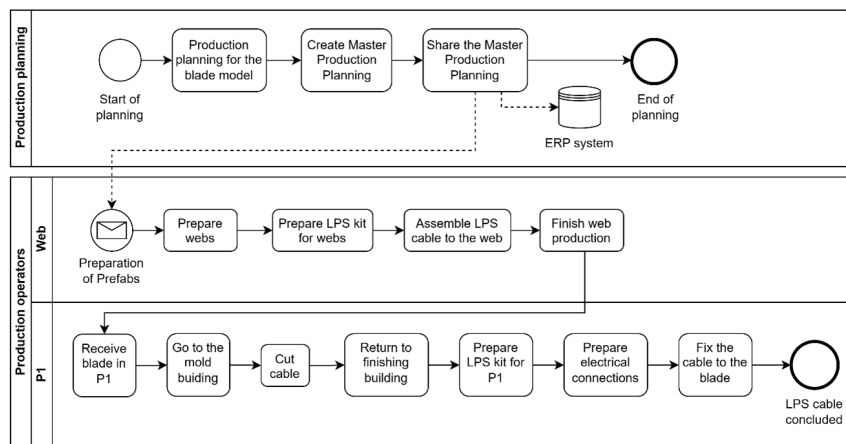 Production planning
Production
planning for the
blade model
Create Master
Production
Planning
Share the Master
Production
Planning
Start of
planning
End of
planning
ERP system
Production operators
Web
Preparation
of Prefabs
Prepare
webs
Prepare LPS kit
for webs
Assemble LPS
cable to the web
Finish web
production
P1
Receive
blade in
P1
Go to the
mold
buiding
Cut
cable
Return to
finishing
building
Prepare
LPS kit for
P1
Prepare
electrical
connections
Fix the
cable to the
blade
LPS cable
concluded